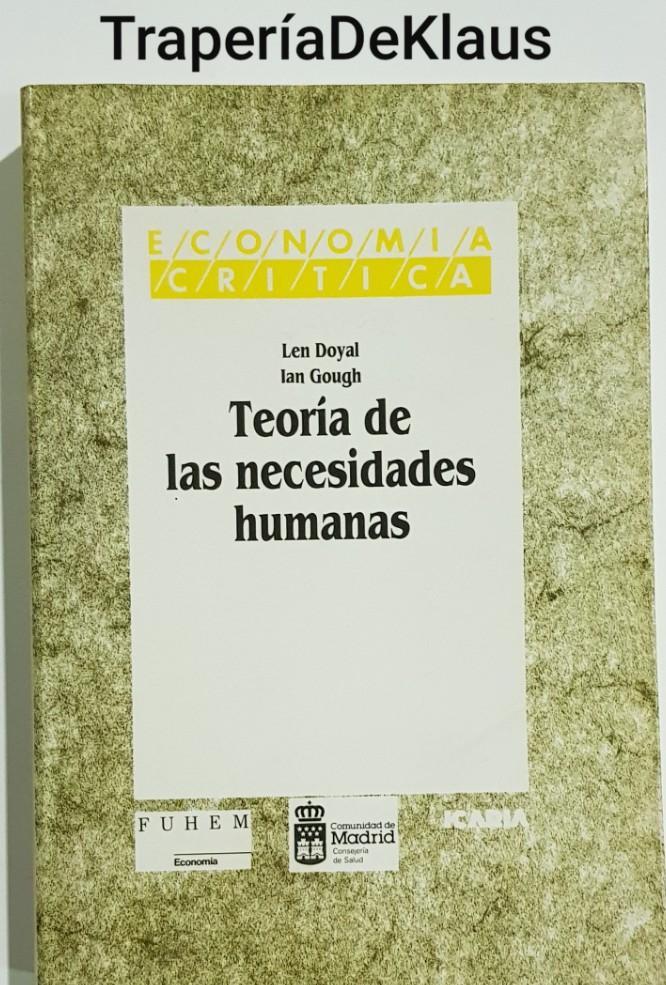 TraperíaDeKlaus
E/C/O/N/O/M/I/A
/C/R/I/T/I/C/A
Len Doyal
Ian Gough
Teoría de
las necesidades
humanas
FUHEM
Economía
Comunidad de
Madrid
Consejería
de Salud
ICARIA